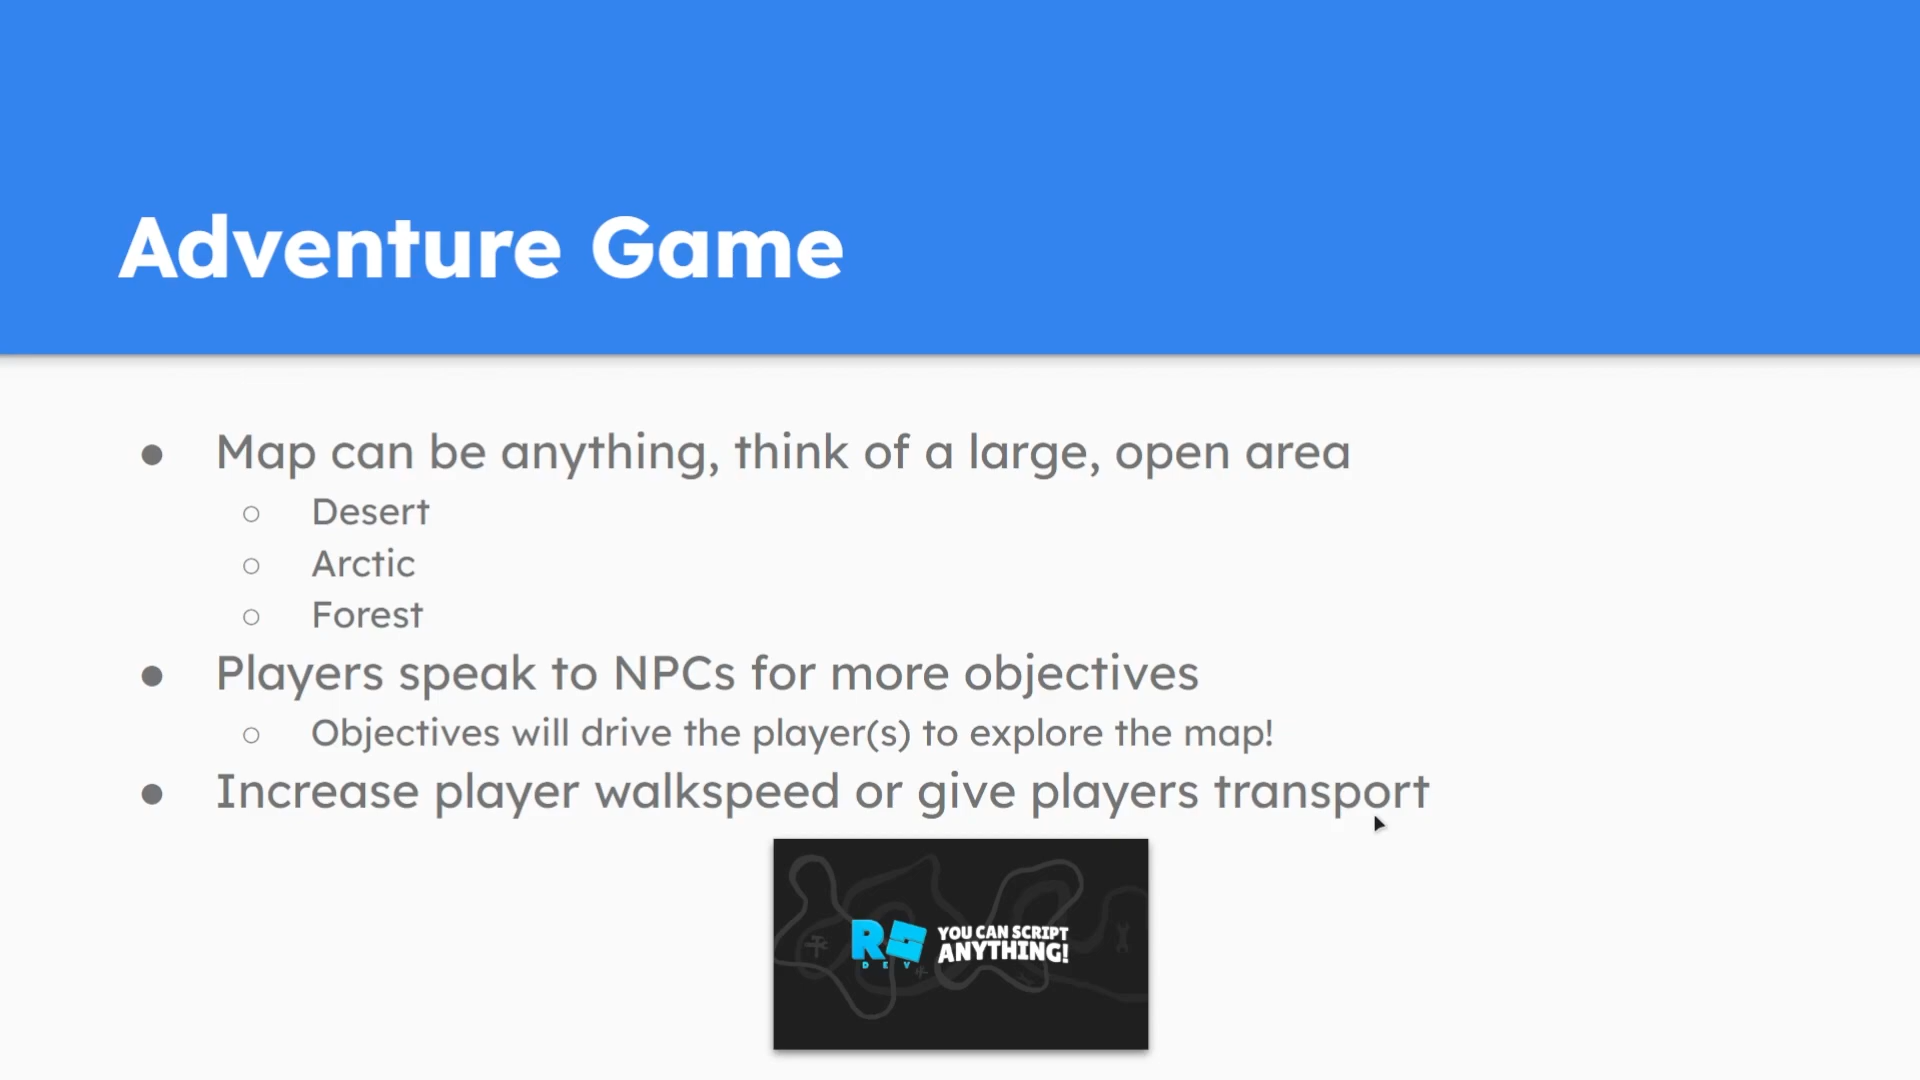 Adventure Game
● Map can be anything, think of a large, open area
○ Desert
○ Arctic
○ Forest
● Players speak to NPCs for more objectives
○ Objectives will drive the player(s) to explore the map!
● Increase player walkspeed or give players transport
R YOU CAN SCRIPT
DEV ANYTHING!